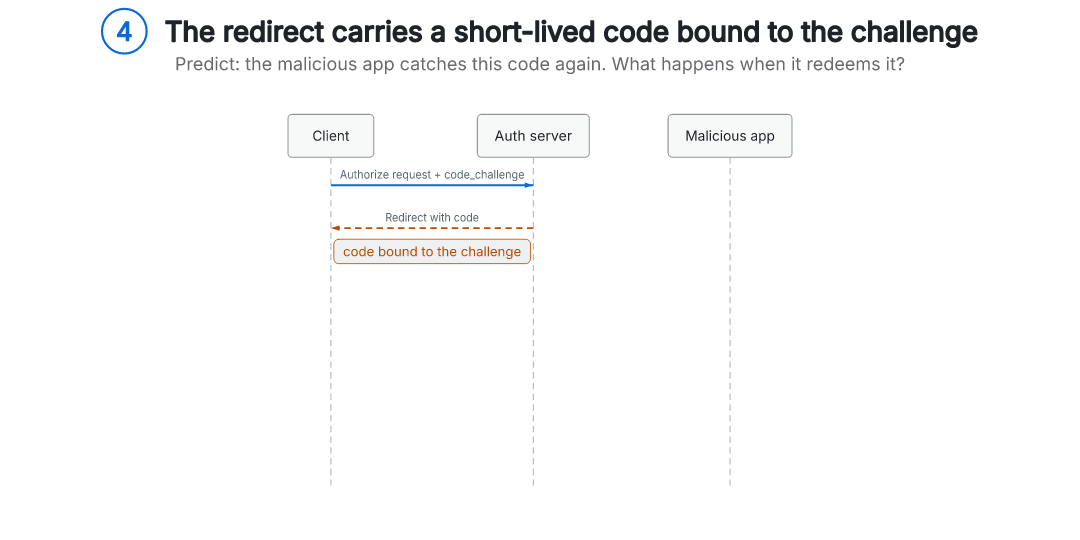 4 The redirect carries a short-lived code bound to the challenge
Predict: the malicious app catches this code again. What happens when it redeems it?
Client Auth server Malicious app
Authorize request + code_challenge
Redirect with code
code bound to the challenge